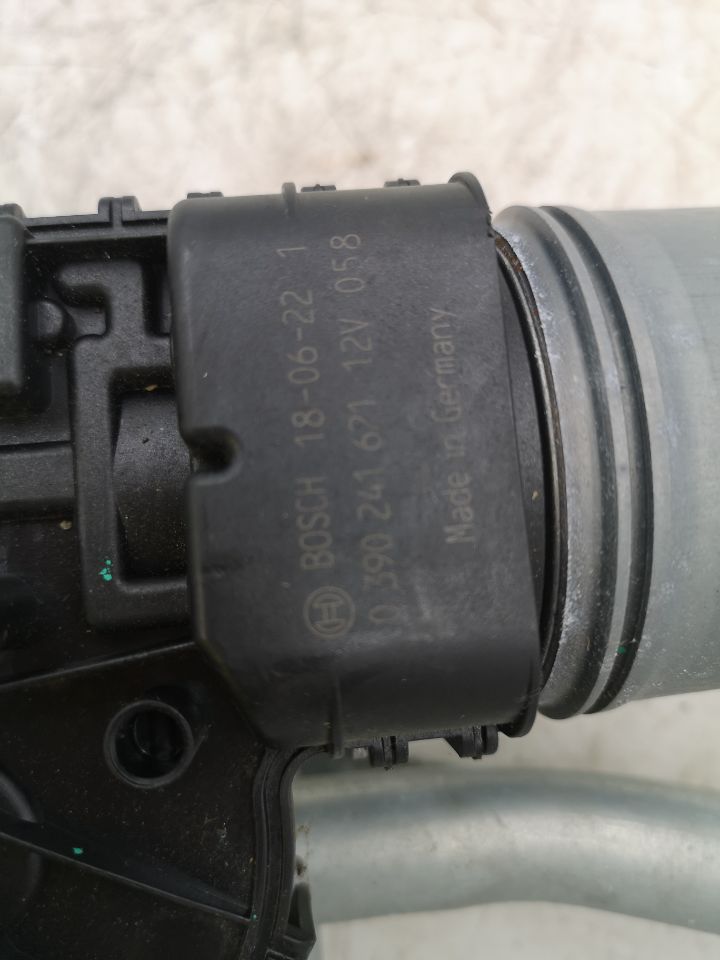 BOSCH 18-06-22 1
0 390 241 671 12V 058
Made in Germany